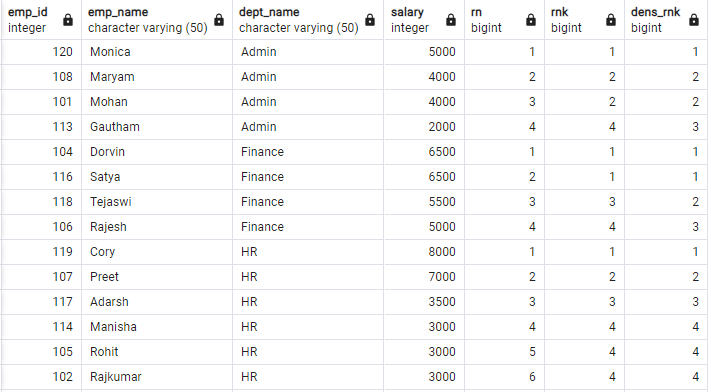 emp_id emp_name dept_name salary rn rnk dens_rnk
integer character varying (50) character varying (50) integer bigint bigint bigint
120 Monica Admin 5000 1 1 1
108 Maryam Admin 4000 2 2 2
101 Mohan Admin 4000 3 2 2
113 Gautham Admin 2000 4 4 3
104 Dorvin Finance 6500 1 1 1
116 Satya Finance 6500 2 1 1
118 Tejaswi Finance 5500 3 3 2
106 Rajesh Finance 5000 4 4 3
119 Cory HR 8000 1 1 1
107 Preet HR 7000 2 2 2
117 Adarsh HR 3500 3 3 3
114 Manisha HR 3000 4 4 4
105 Rohit HR 3000 5 4 4
102 Rajkumar HR 3000 6 4 4